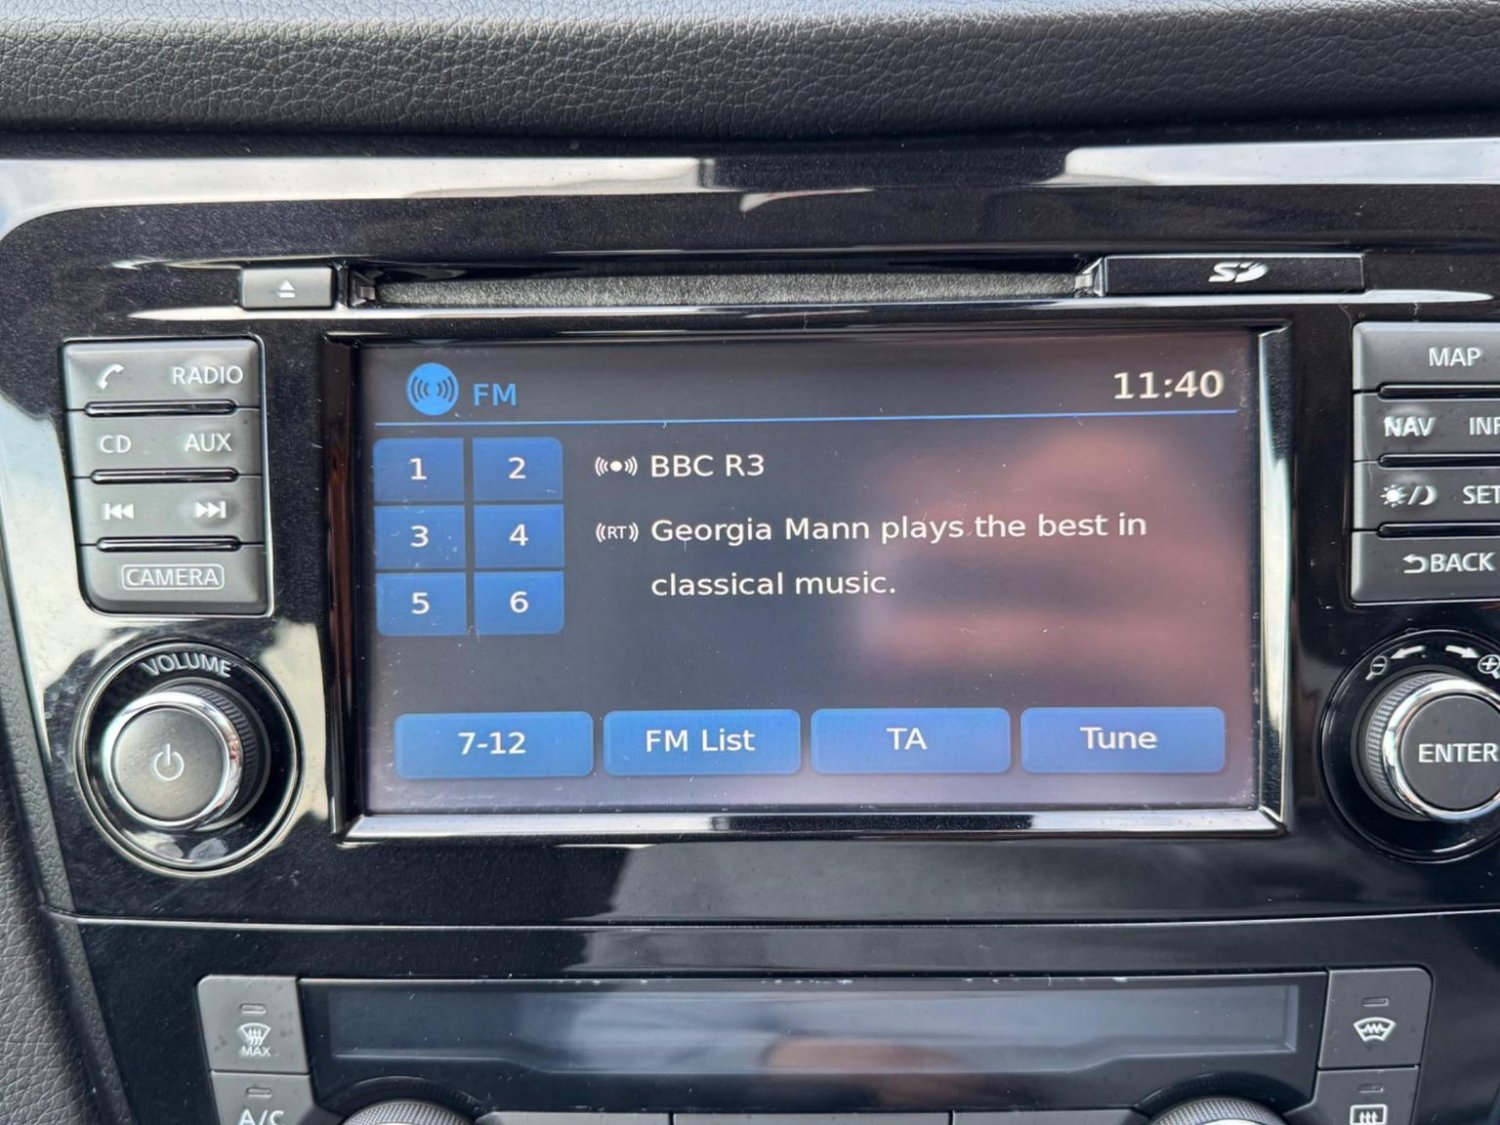 SD
RADIO
CD AUX
CAMERA
VOLUME
FM
11:40
1 2
3 4
5 6
BBC R3
RT Georgia Mann plays the best in
classical music.
7-12 FM List TA Tune
MAP
NAV
BACK
ENTER
MAX
A/C